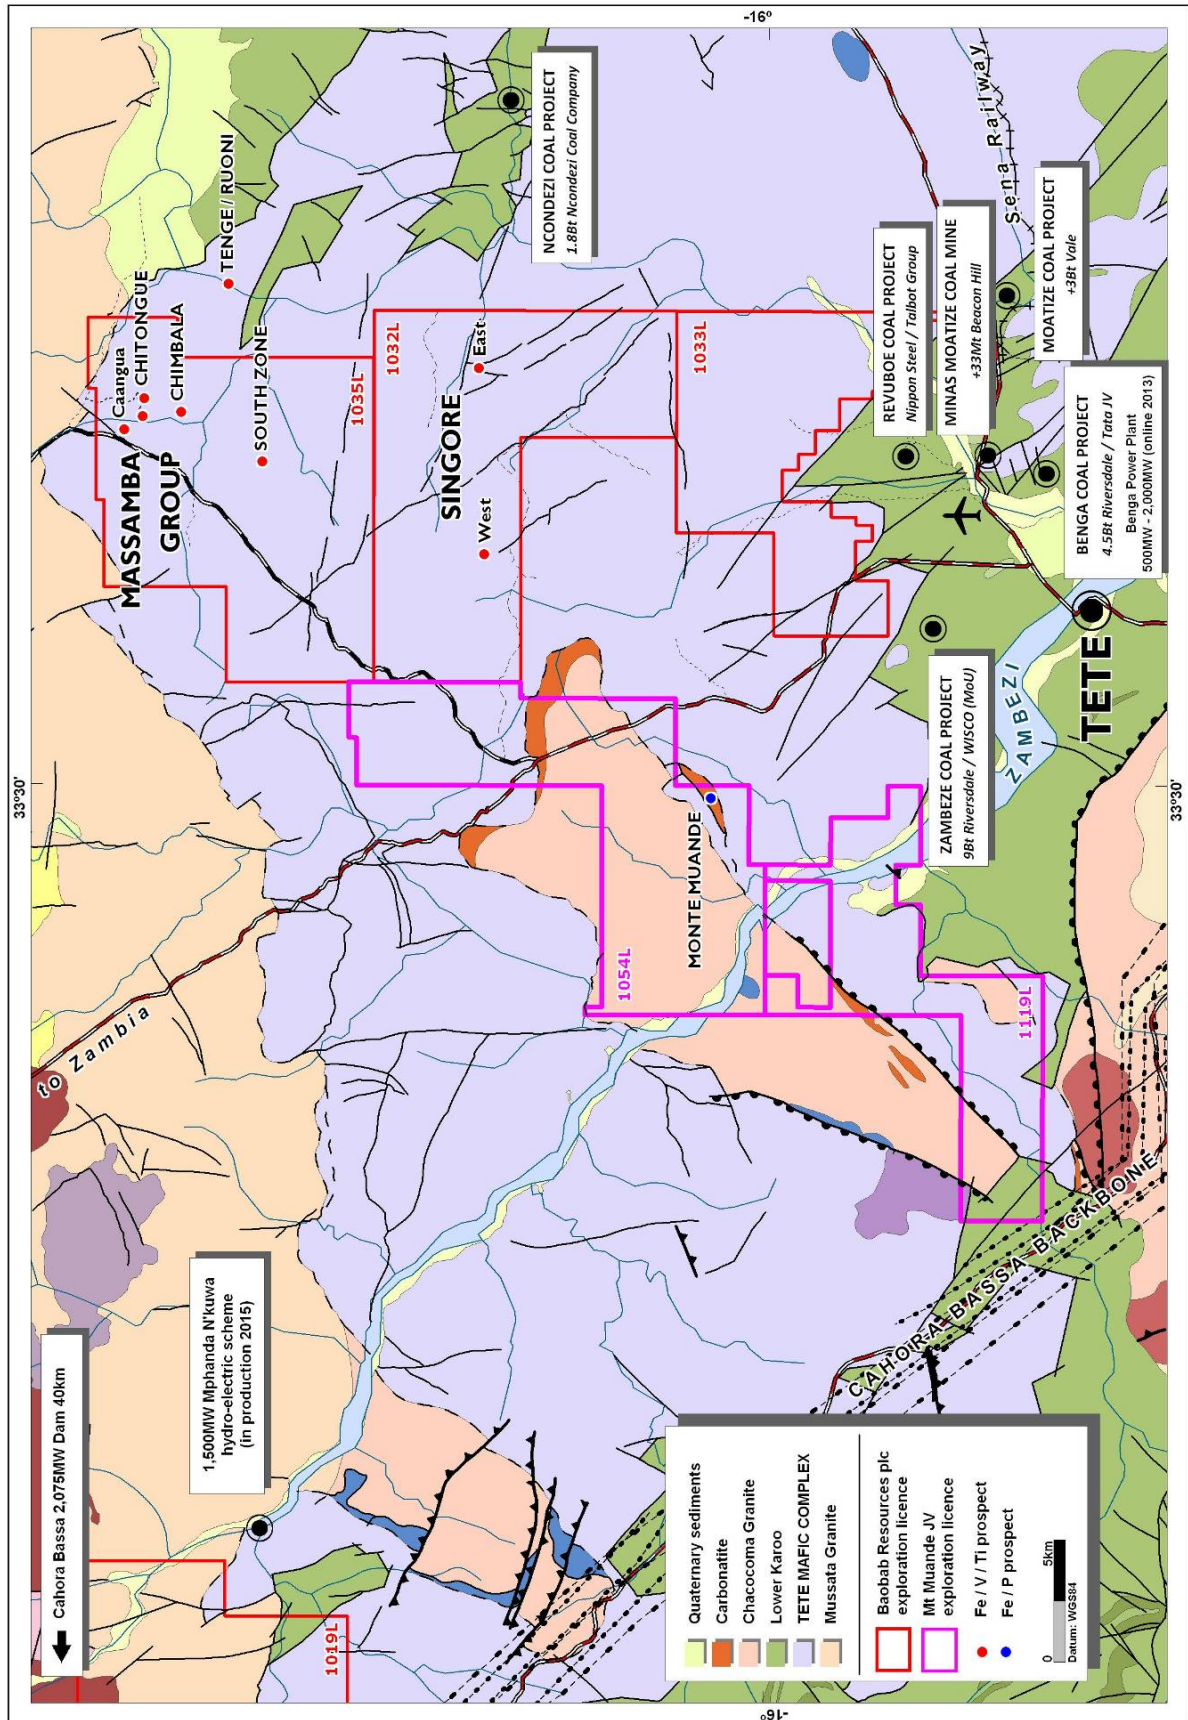 Cahora Bassa 2,075MW Dam 40km
1,500MW Mphanda N'kuwa
hydro-electric scheme
(in production 2015)
1019L
to Zambia
33°30'
33°30'
-16°
-16°
MASSAMBA
GROUP
Caangua
CHITONGUE
CHIMBALA
TENGE / RUONI
SOUTH ZONE
1035L
1032L
SINGORE
West
East
1033L
NCONDEZI COAL PROJECT
1.8Bt Ncondezi Coal Company
1054L
MONTE MUANDE
1119L
CAHORA BASSA BACKBONE
ZAMBEZE COAL PROJECT
9Bt Riversdale / WISCO (MoU)
ZAMBEZI
TETE
REVUBOE COAL PROJECT
Nippon Steel / Talbot Group
MINAS MOATIZE COAL MINE
+33Mt Beacon Hill
BENGA COAL PROJECT
4.5Bt Riversdale / Tata JV
Benga Power Plant
500MW - 2,000MW (online 2013)
MOATIZE COAL PROJECT
+3Bt Vale
Sena Railway
Quaternary sediments
Carbonatite
Chacocoma Granite
Lower Karoo
TETE MAFIC COMPLEX
Mussata Granite
Baobab Resources plc
exploration licence
Mt Muande JV
exploration licence
Fe / V / Ti prospect
Fe / P prospect
0
5km
Datum: WGS84